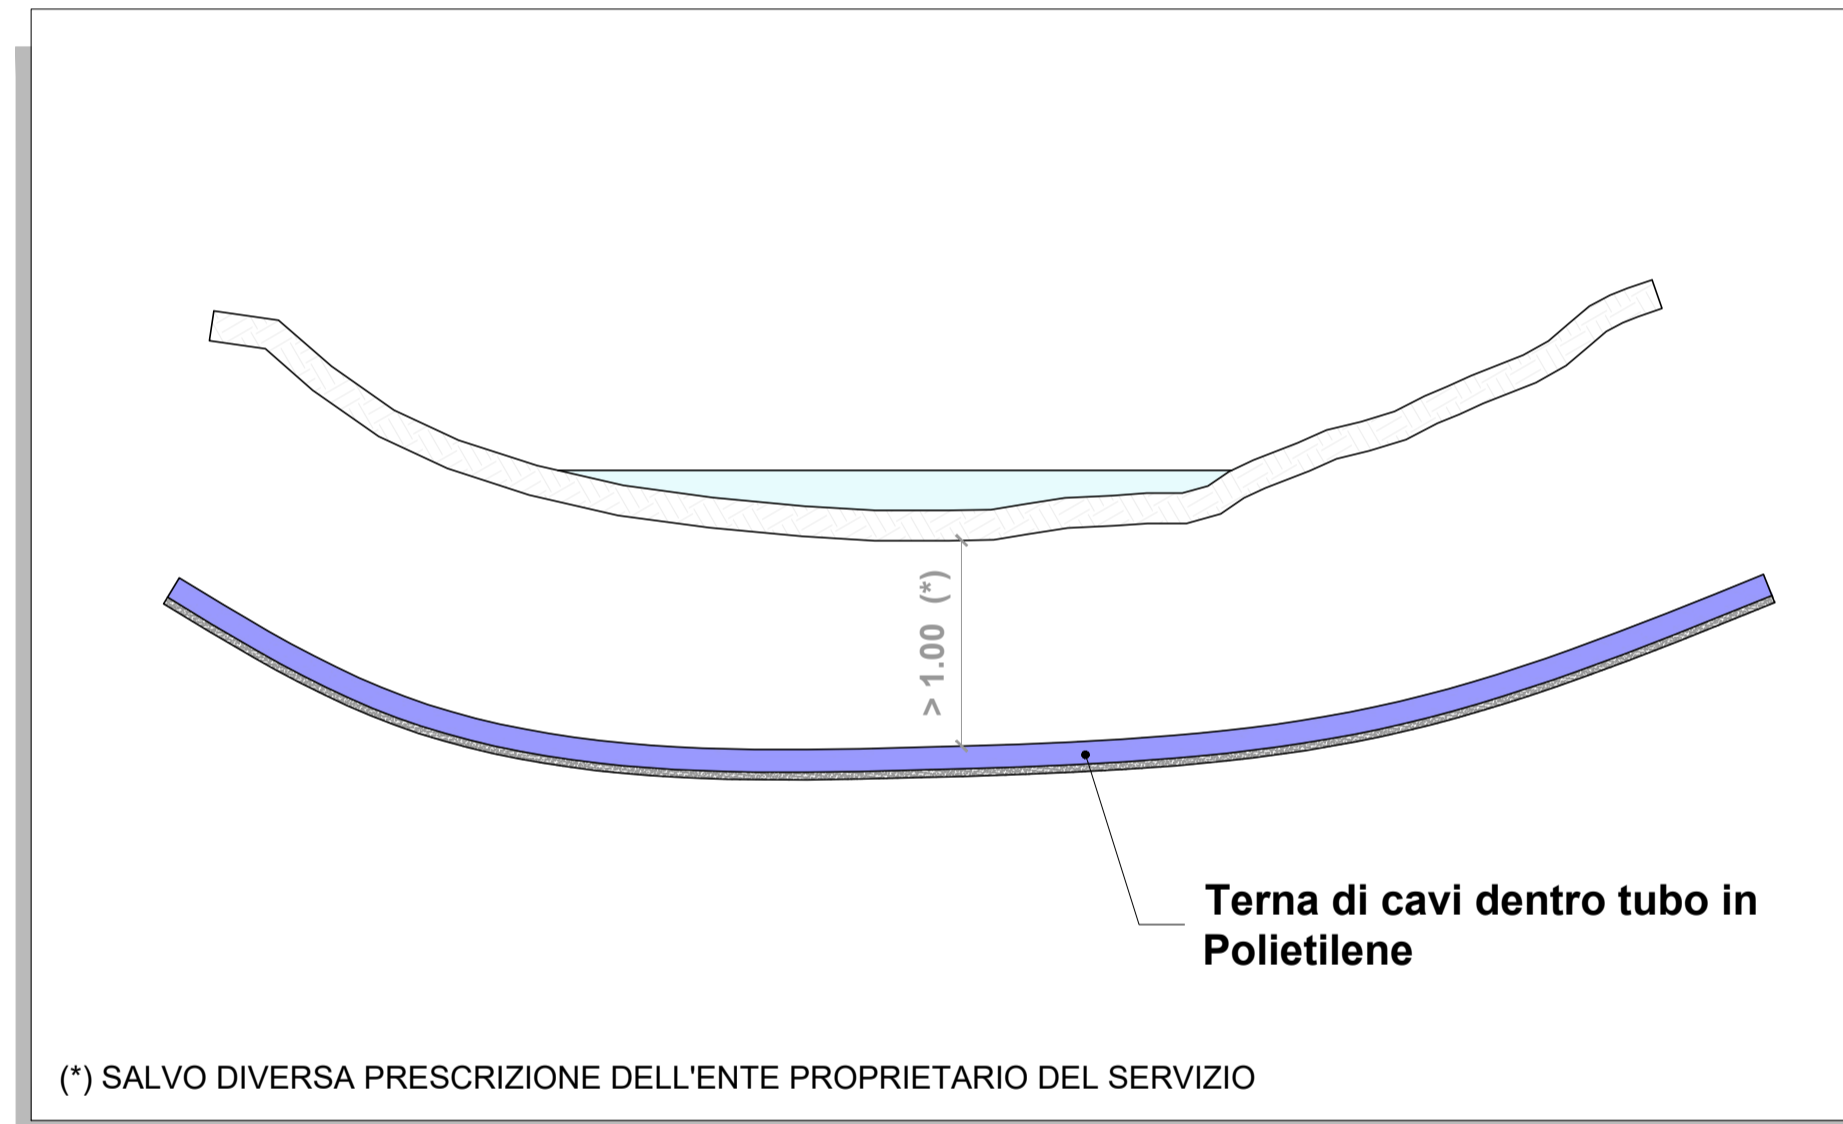 > 1.00 (*)
Terna di cavi dentro tubo in
Polietilene
(*) SALVO DIVERSA PRESCRIZIONE DELL'ENTE PROPRIETARIO DEL SERVIZIO